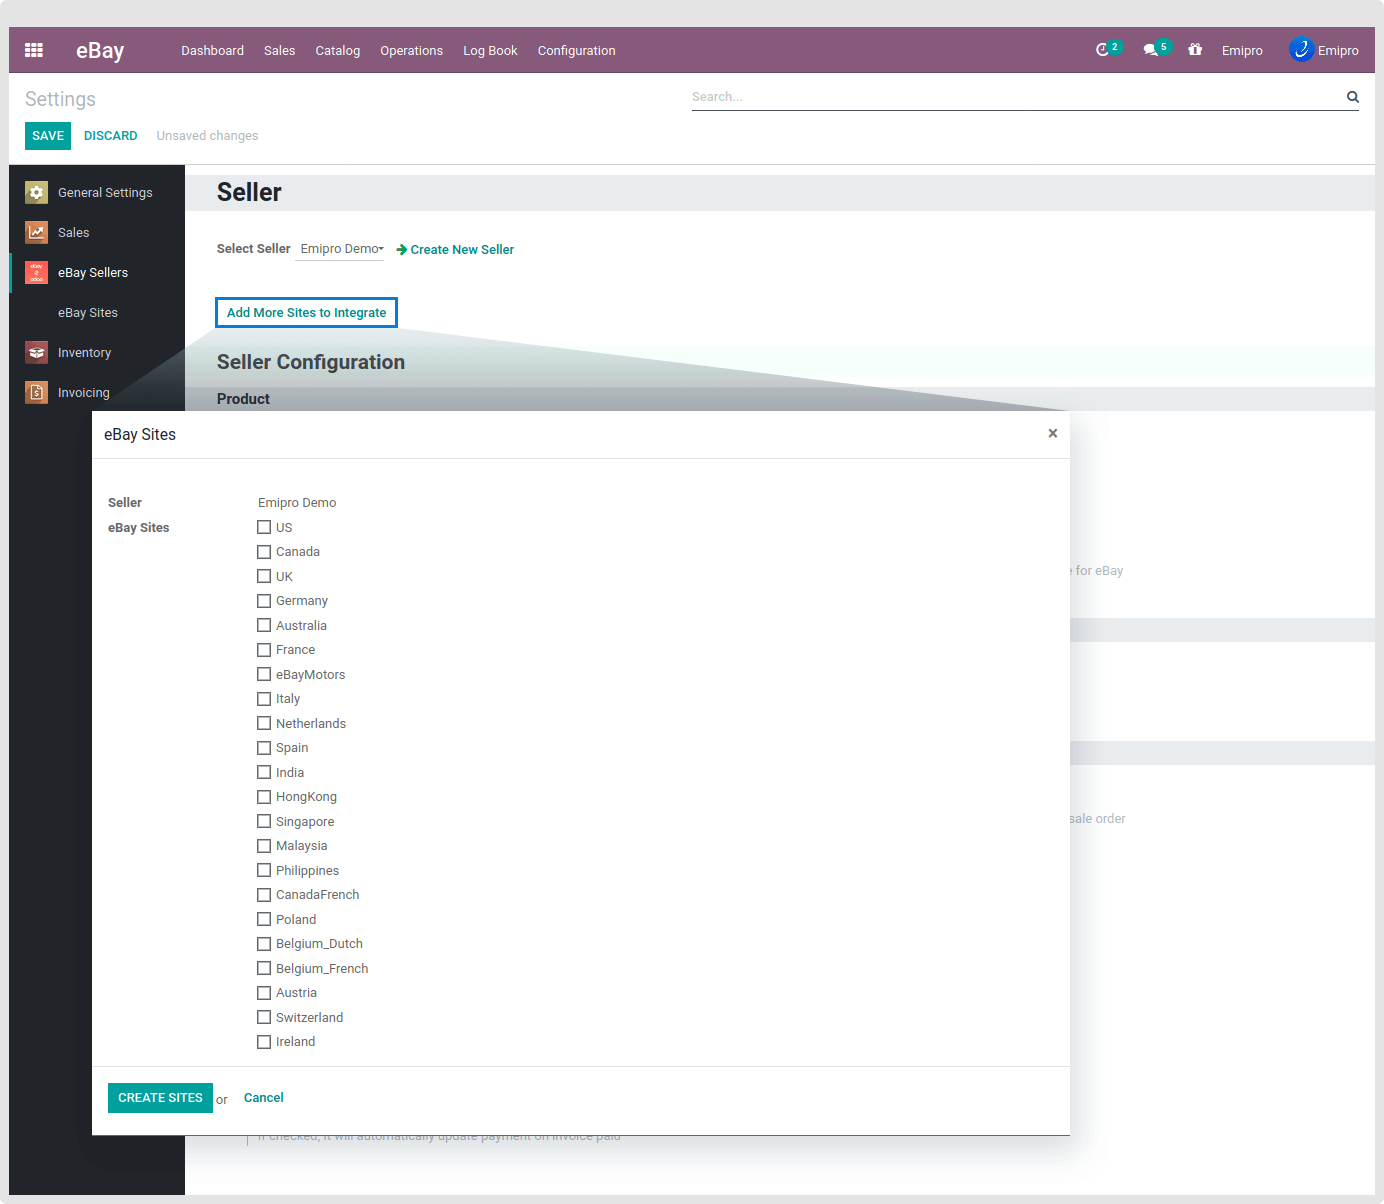 eBay Dashboard Sales Catalog Operations Log Book Configuration 2 5 Emipro Emipro
Settings Search...
SAVE DISCARD Unsaved changes
General Settings
Sales
eBay Sellers
eBay Sites
Inventory
Invoicing
Seller
Select Seller Emipro Demo Create New Seller
Add More Sites to Integrate
Seller Configuration
Product
eBay Sites ×
Seller Emipro Demo
eBay Sites
US
Canada
UK
Germany
Australia
France
eBayMotors
Italy
Netherlands
Spain
India
HongKong
Singapore
Malaysia
Philippines
CanadaFrench
Poland
Belgium_Dutch
Belgium_French
Austria
Switzerland
Ireland
for eBay
sale order
CREATE SITES or Cancel
If checked, it will automatically update payment on invoice paid